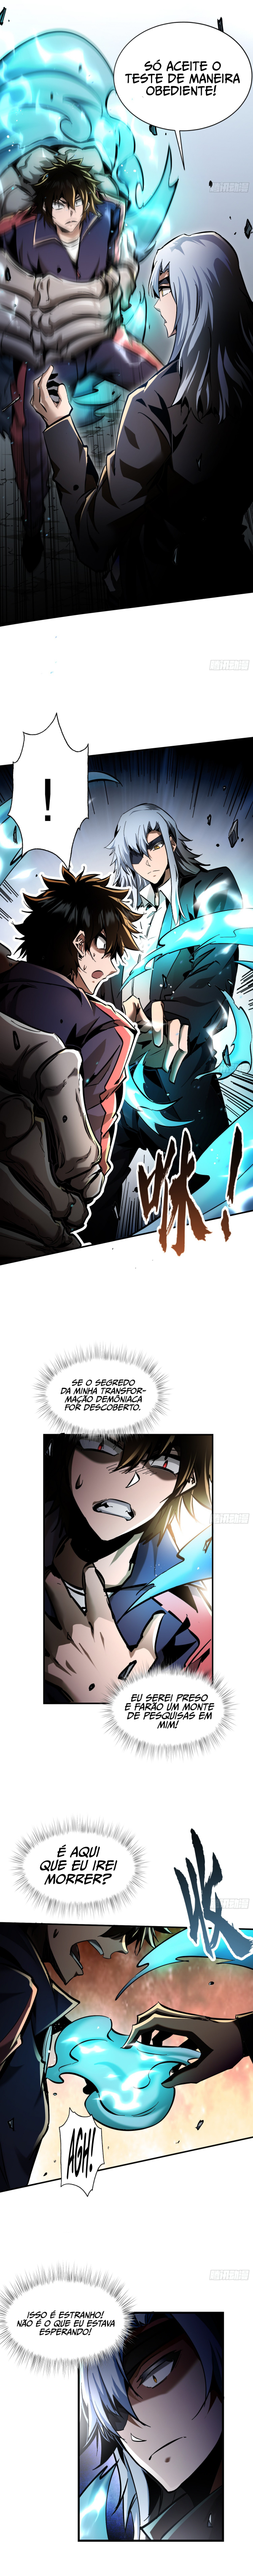 SÓ ACEITE O
TESTE DE MANEIRA
OBEDIENTE!
!
咻!
SE O SEGREDO
DA MINHA TRANSFOR-
MAÇÃO DEMÔNIACA
FOR DESCOBERTO,
EU SEREI PRESO
E FARÃO UM MONTE
DE PESQUISAS EM
MIM!
É AQUI
QUE EU IREI
MORRER?
AGH!
ISSO É ESTRANHO!
NÃO É O QUE EU ESTAVA
ESPERANDO!